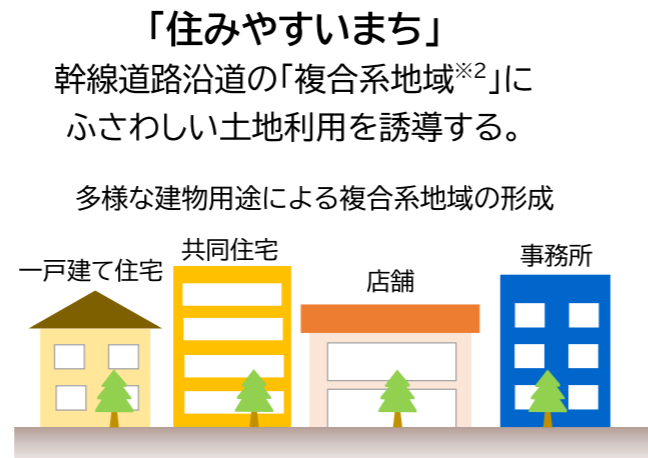 「住みやすいまち」
幹線道路沿道の「複合系地域※2」に
ふさわしい土地利用を誘導する。
多様な建物用途による複合系地域の形成
一戸建て住宅
共同住宅
店舗
事務所